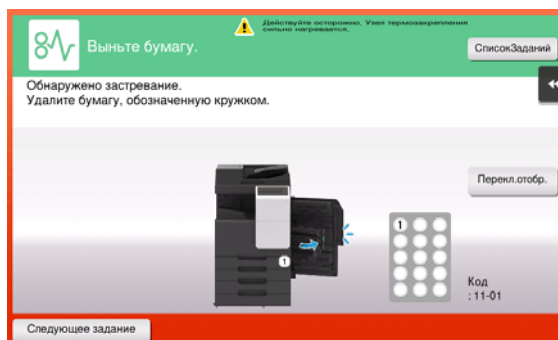 Действуйте осторожно, Узел термозакрепления
сильно нагревается.
Выньте бумагу.
СписокЗаданий
Обнаружено застревание.
Удалите бумагу, обозначенную кружком.
Перекл.отобр.
1
1
Код
: 11-01
Следующее задание